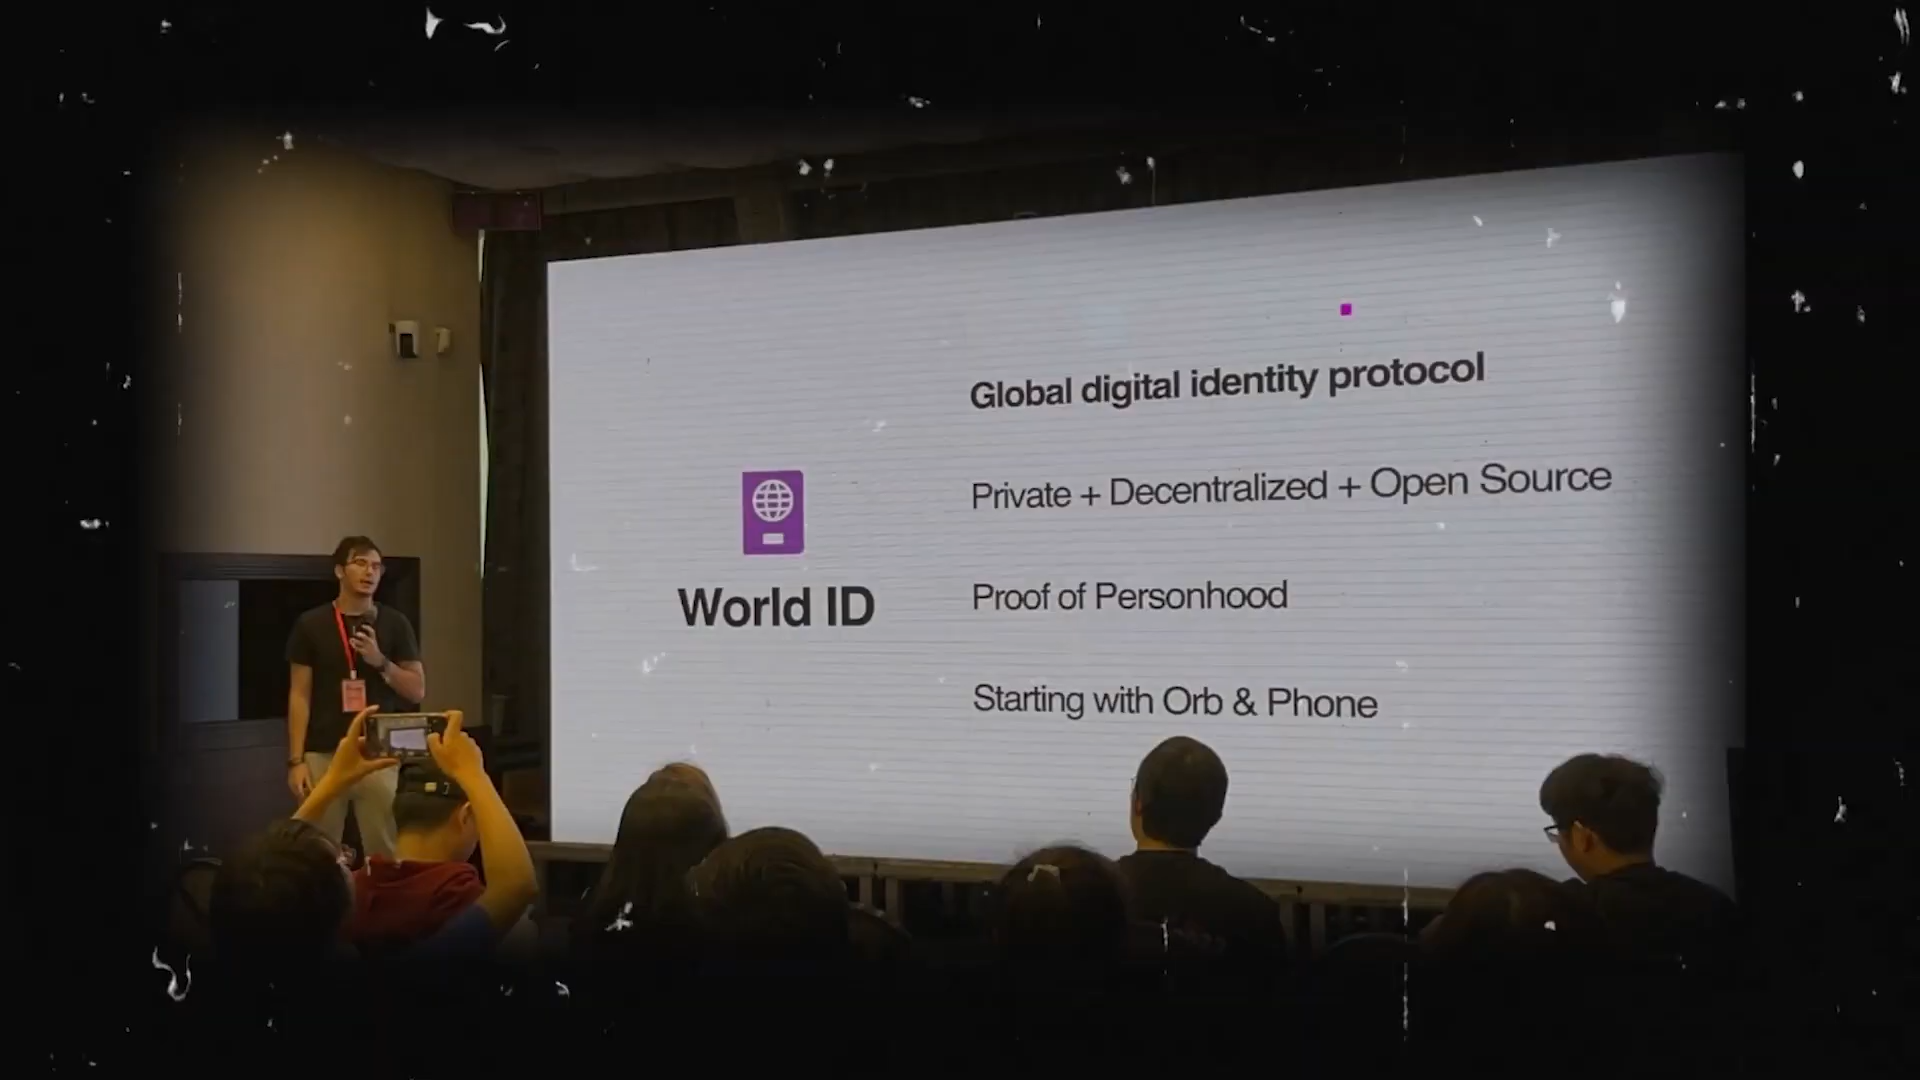 Global digital identity protocol
Private + Decentralized + Open Source
World ID
Proof of Personhood
Starting with Orb & Phone